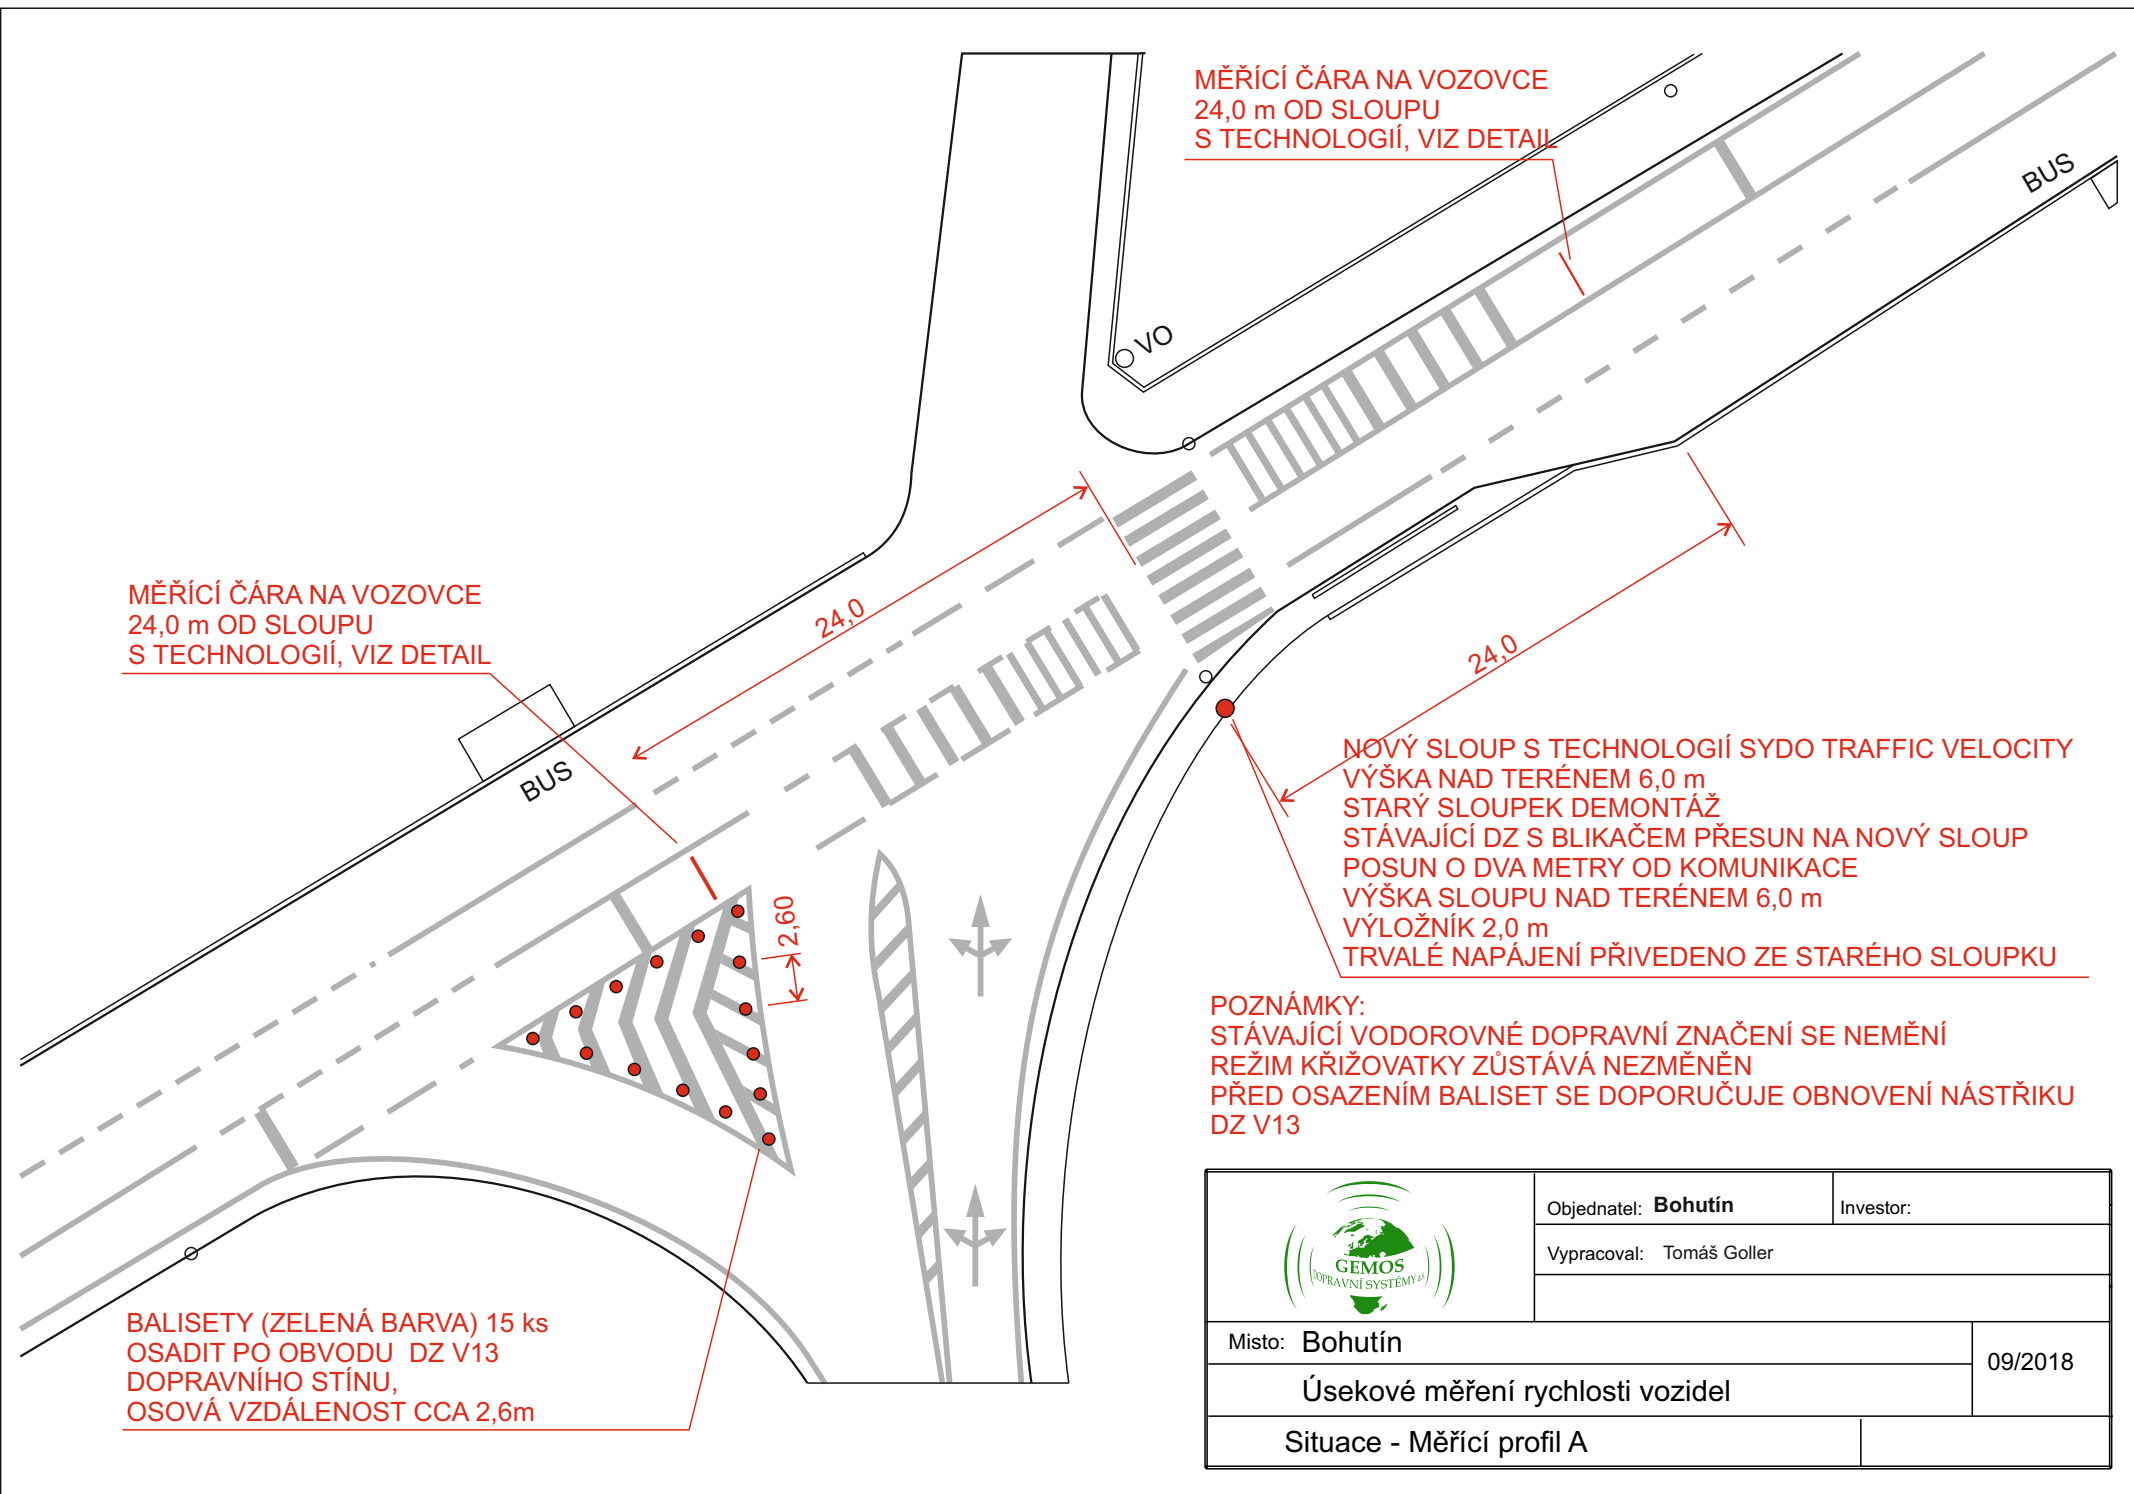 MĚŘÍCÍ ČÁRA NA VOZOVCE
24,0 m OD SLOUPU
S TECHNOLOGIÍ, VIZ DETAIL
BUS
VO
24,0
MĚŘÍCÍ ČÁRA NA VOZOVCE
24,0 m OD SLOUPU
S TECHNOLOGIÍ, VIZ DETAIL
24,0
BUS
NOVÝ SLOUP S TECHNOLOGIÍ SYDO TRAFFIC VELOCITY
VÝŠKA NAD TERÉNEM 6,0 m
STARÝ SLOUPEK DEMONTÁŽ
STÁVAJÍCÍ DZ S BLIKAČEM PŘESUN NA NOVÝ SLOUP
POSUN O DVA METRY OD KOMUNIKACE
VÝŠKA SLOUPU NAD TERÉNEM 6,0 m
VÝLOŽNÍK 2,0 m
TRVALÉ NAPÁJENÍ PŘIVEDENO ZE STARÉHO SLOUPKU
2,60
POZNÁMKY:
STÁVAJÍCÍ VODOROVNÉ DOPRAVNÍ ZNAČENÍ SE NEMĚNÍ
REŽIM KŘIŽOVATKY ZŮSTÁVÁ NEZMĚNĚN
PŘED OSAZENÍM BALISET SE DOPORUČUJE OBNOVENÍ NÁSTŘIKU
DZ V13
BALISETY (ZELENÁ BARVA) 15 ks
OSADIT PO OBVODU DZ V13
DOPRAVNÍHO STÍNU,
OSOVÁ VZDÁLENOST CCA 2,6m
GEMOS
DOPRAVNÍ SYSTÉMY a.s.
Objednatel: Bohutín
Investor:
Vypracoval: Tomáš Goller
Misto: Bohutín
09/2018
Úsekové měření rychlosti vozidel
Situace - Měřící profil A